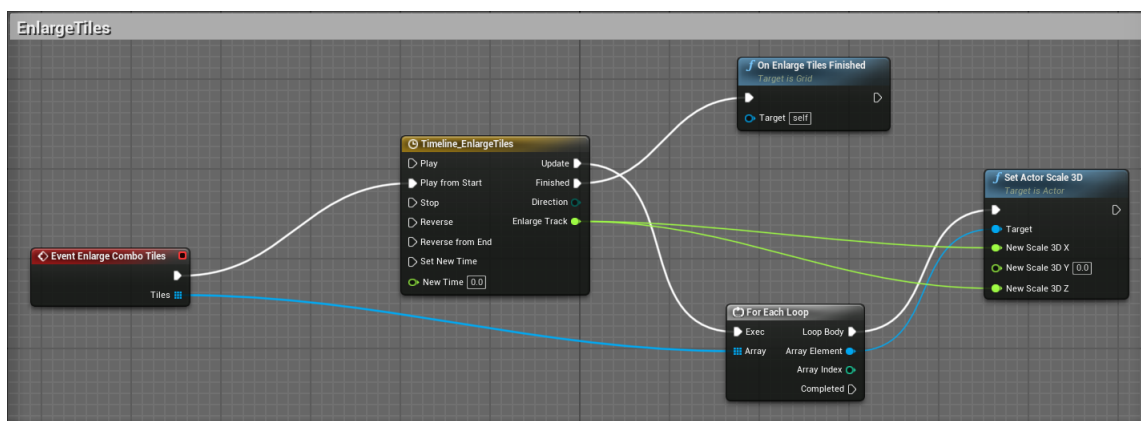 EnlargeTiles
Event Enlarge Combo Tiles
Tiles
Timeline_EnlargeTiles
Play Update
Play from Start Finished
Stop Direction
Reverse Enlarge Track
Reverse from End
Set New Time
New Time 0.0
On Enlarge Tiles Finished
Target is Grid
Target self
For Each Loop
Exec Loop Body
Array Array Element
Array Index
Completed
Set Actor Scale 3D
Target is Actor
Target
New Scale 3D X
New Scale 3D Y 0.0
New Scale 3D Z